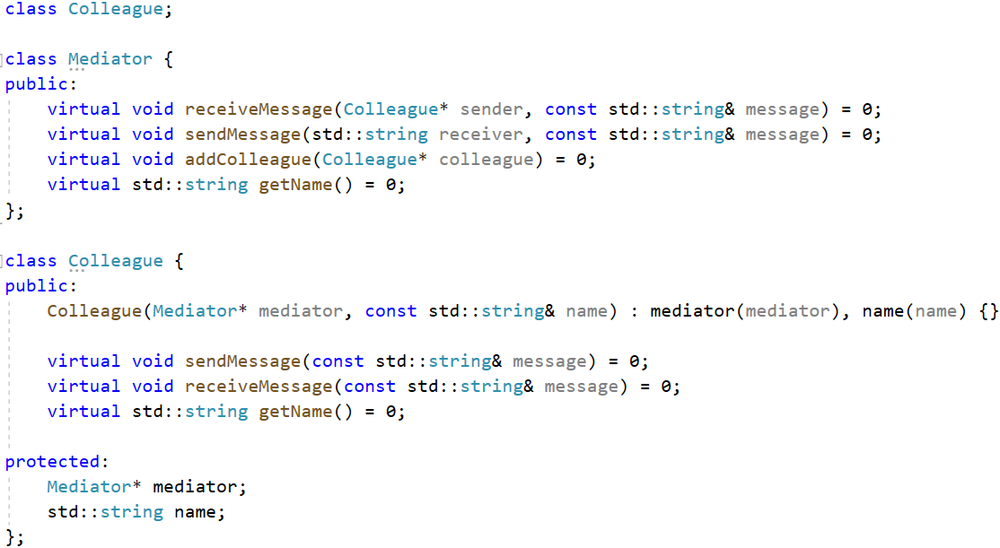 class Colleague;
class Mediator {
public:
    virtual void receiveMessage(Colleague* sender, const std::string& message) = 0;
    virtual void sendMessage(std::string receiver, const std::string& message) = 0;
    virtual void addColleague(Colleague* colleague) = 0;
    virtual std::string getName() = 0;
};
class Colleague {
public:
    Colleague(Mediator* mediator, const std::string& name) : mediator(mediator), name(name) {}
    virtual void sendMessage(const std::string& message) = 0;
    virtual void receiveMessage(const std::string& message) = 0;
    virtual std::string getName() = 0;
protected:
    Mediator* mediator;
    std::string name;
};